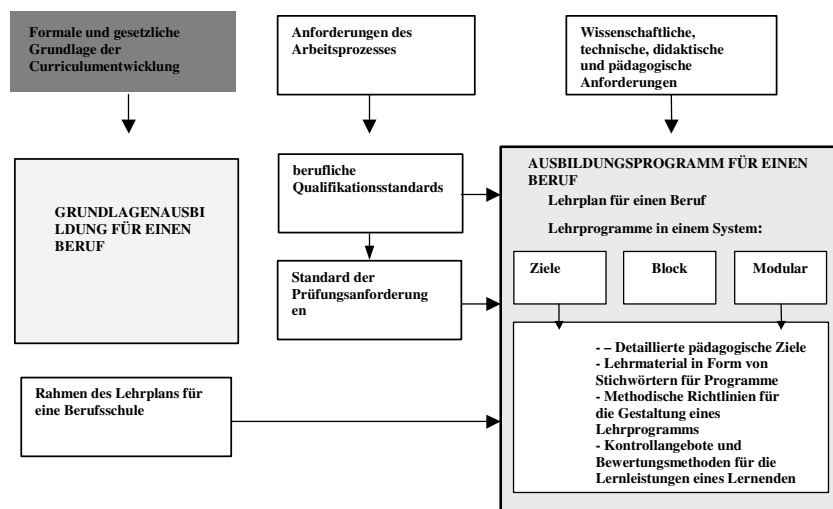 Formale und gesetzliche
Grundlage der
Curriculumentwicklung
Anforderungen des
Arbeitsprozesses
Wissenschaftliche,
technische, didaktische
und pädagogische
Anforderungen
GRUNDLAGENAUSBI
LDUNG FÜR EINEN
BERUF
berufliche
Qualifikationsstandards
Standard der
Prüfungsanforderung
en
Rahmen des Lehrplans für
eine Berufsschule
AUSBILDUNGSPROGRAMM FÜR EINEN
BERUF
Lehrplan für einen Beruf
Lehrprogramme in einem System:
Ziele
Block
Modular
- – Detaillierte pädagogische Ziele
- Lehrmaterial in Form von
Stichwörtern für Programme
- Methodische Richtlinien für
die Gestaltung eines
Lehrprogramms
- Kontrollangebote und
Bewertungsmethoden für die
Lernleistungen eines Lernenden